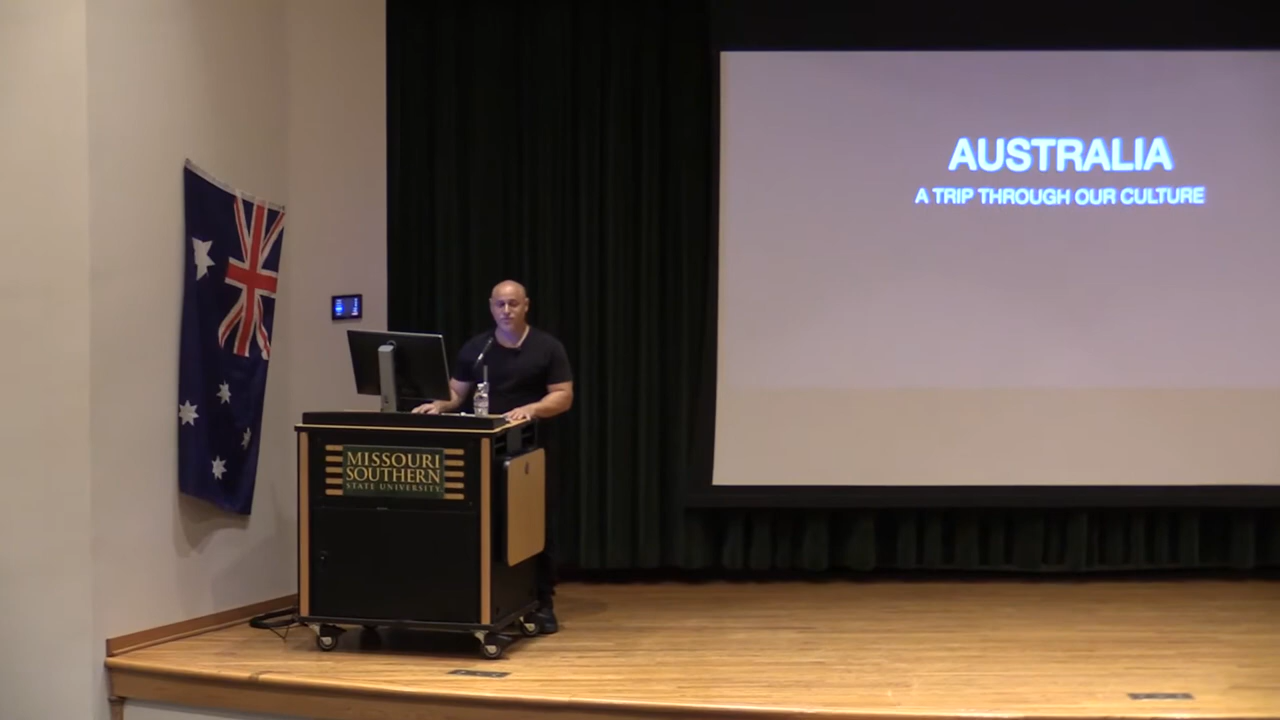 AUSTRALIA
A TRIP THROUGH OUR CULTURE
MISSOURI
SOUTHERN
STATE UNIVERSITY